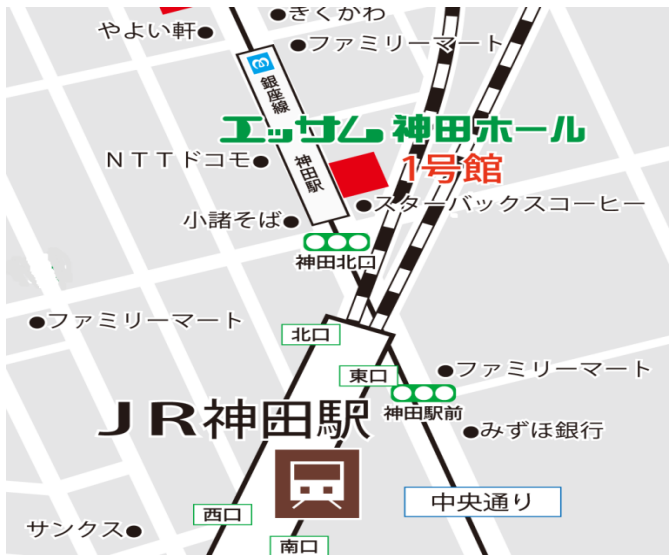 きくがわ
やよい軒
ファミリーマート
銀座線
エッサム 神田ホール
1号館
NTTドコモ
神田駅
スターバックスコーヒー
小諸そば
神田北口
ファミリーマート
北口
ファミリーマート
東口
神田駅前
JR神田駅
みずほ銀行
中央通り
西口
サンクス
南口